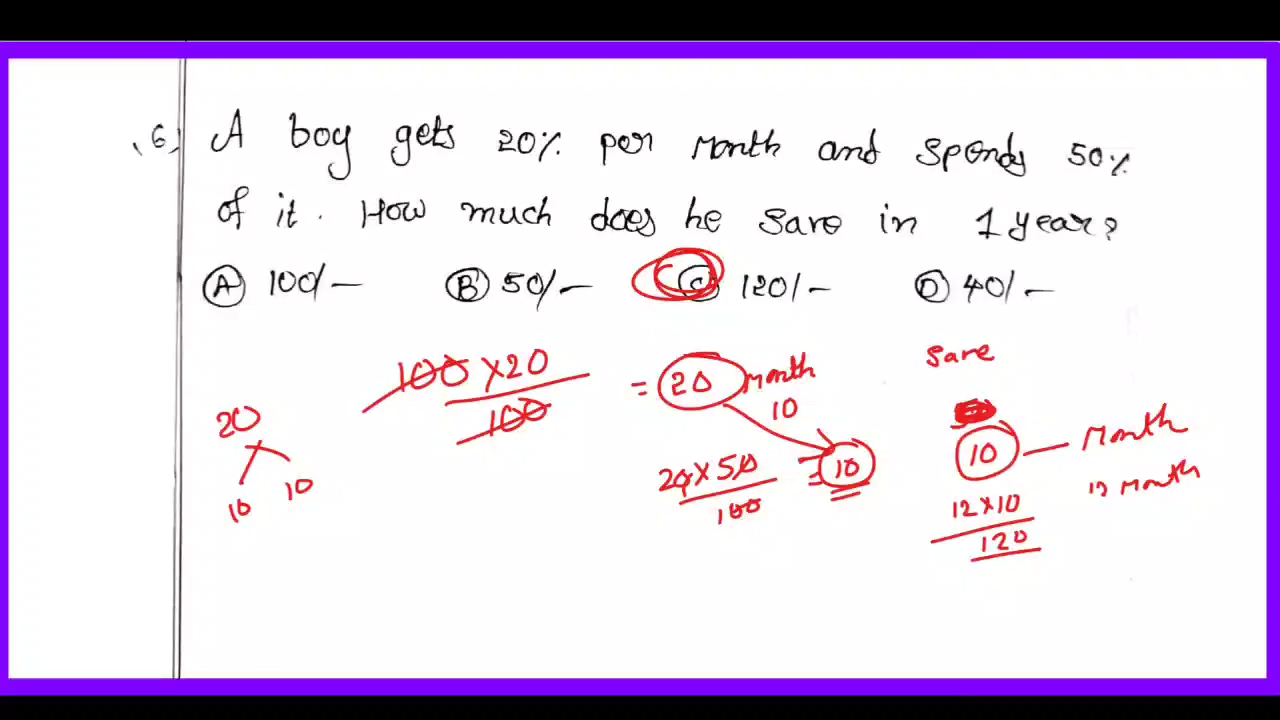 (6) A boy gets 20% per Month and spends 50%
of it. How much does he save in 1 year?
(A) 100/- (B) 50/- (C) 120/- (D) 40/-
save
100 × 20
100
= 20 Month
10
20
10 10
20 × 50
100
= 10
10 — Month
12 Month
12 × 10
120